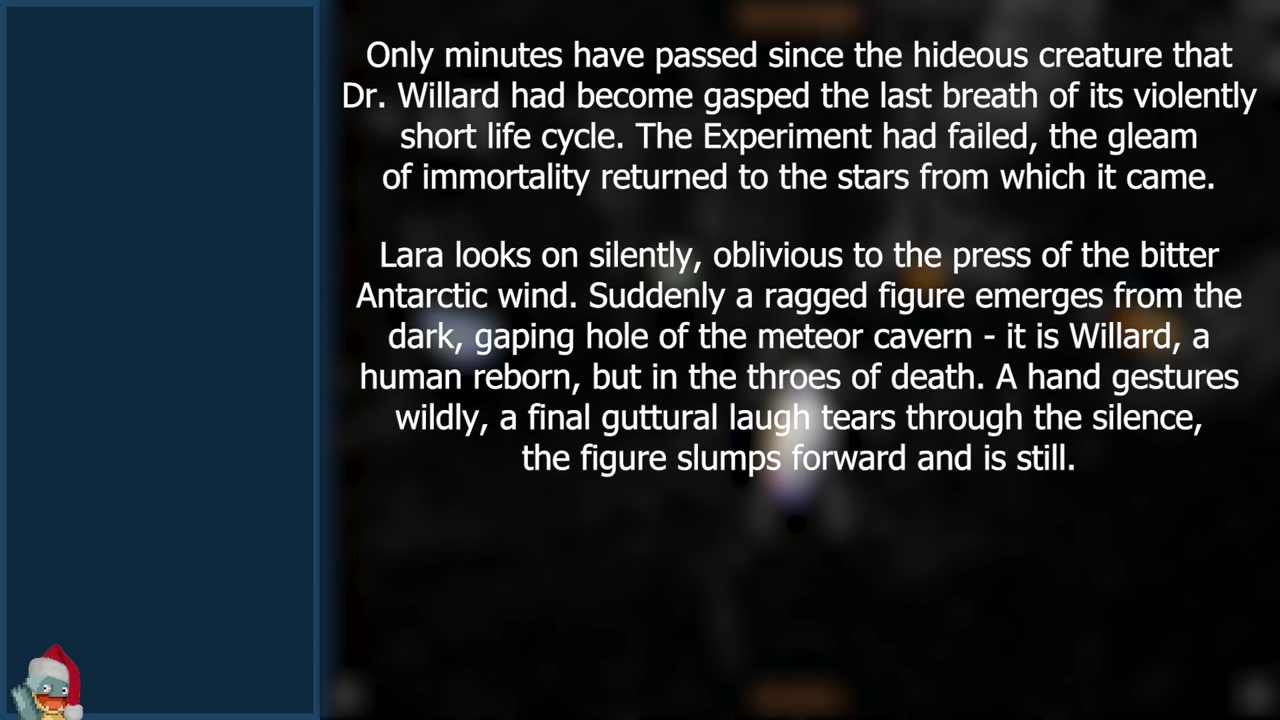 Only minutes have passed since the hideous creature that
Dr. Willard had become gasped the last breath of its violently
short life cycle. The Experiment had failed, the gleam
of immortality returned to the stars from which it came.
Lara looks on silently, oblivious to the press of the bitter
Antarctic wind. Suddenly a ragged figure emerges from the
dark, gaping hole of the meteor cavern - it is Willard, a
human reborn, but in the throes of death. A hand gestures
wildly, a final guttural laugh tears through the silence,
the figure slumps forward and is still.